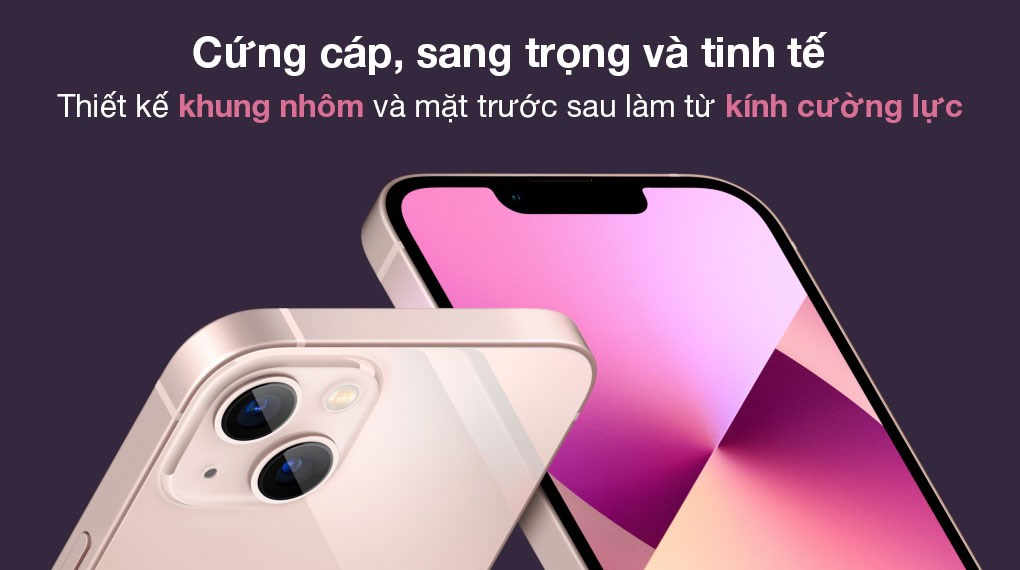 Cứng cáp, sang trọng và tinh tế
Thiết kế khung nhôm và mặt trước sau làm từ kính cường lực